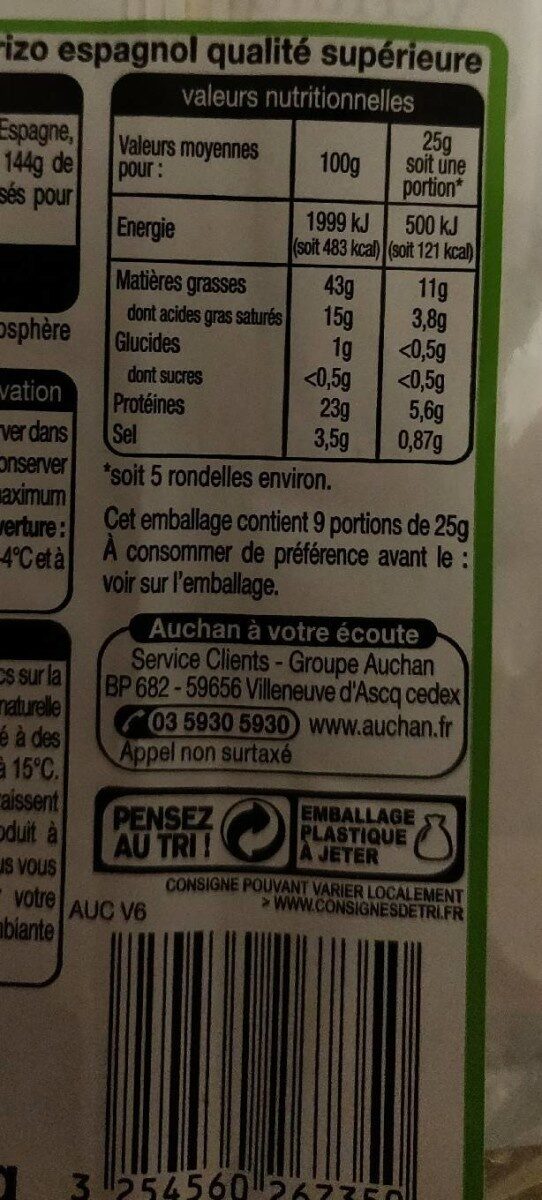 rizo espagnol qualité supérieure
Espagne,
144g de
sés pour
osphère
vation
ver dans
onserver
aximum
verture :
4°C et à
cs sur la
naturelle
é à des
à 15°C.
raissent
oduit à
us vous
votre
mbiante
valeurs nutritionnelles
Valeurs moyennes pour : 100g 25g soit une portion*
Energie 1999 kJ (soit 483 kcal) 500 kJ (soit 121 kcal)
Matières grasses 43g 11g
dont acides gras saturés 15g 3,8g
Glucides 1g <0,5g
dont sucres <0,5g <0,5g
Protéines 23g 5,6g
Sel 3,5g 0,87g
*soit 5 rondelles environ.
Cet emballage contient 9 portions de 25g
À consommer de préférence avant le :
voir sur l'emballage.
Auchan à votre écoute
Service Clients - Groupe Auchan
BP 682 - 59656 Villeneuve d'Ascq cedex
03 5930 5930 www.auchan.fr
Appel non surtaxé
PENSEZ
AU TRI !
EMBALLAGE
PLASTIQUE
À JETER
CONSIGNE POUVANT VARIER LOCALEMENT
> WWW.CONSIGNESDETRI.FR
AUC V6
3 254560 267350